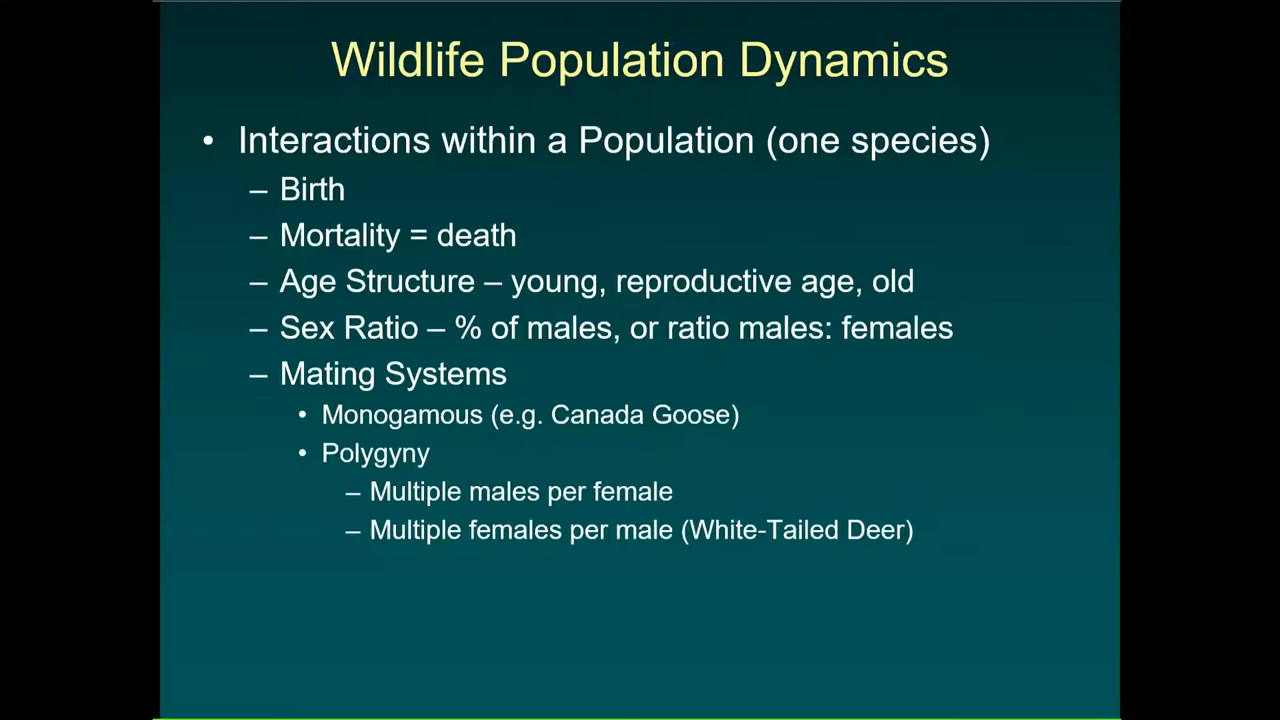 Wildlife Population Dynamics
• Interactions within a Population (one species)
– Birth
– Mortality = death
– Age Structure – young, reproductive age, old
– Sex Ratio – % of males, or ratio males: females
– Mating Systems
• Monogamous (e.g. Canada Goose)
• Polygyny
– Multiple males per female
– Multiple females per male (White-Tailed Deer)